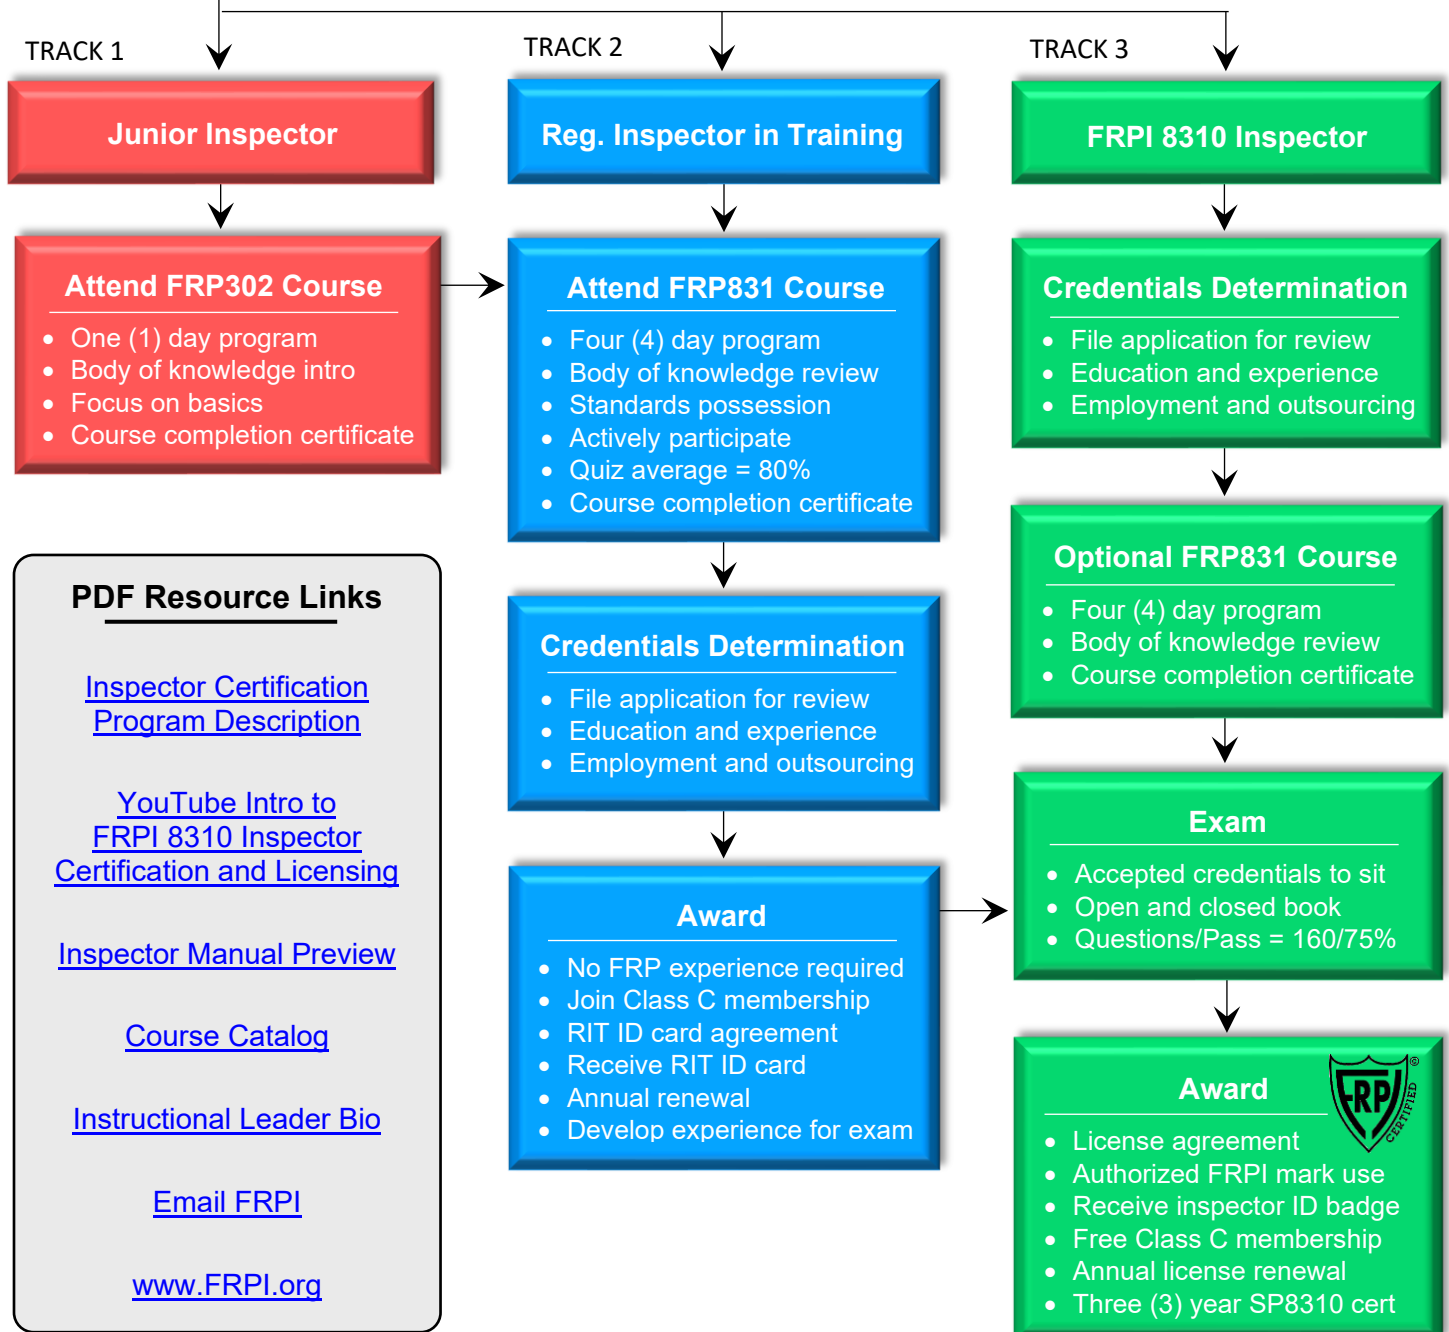 TRACK 1
Junior Inspector
Attend FRP302 Course
• One (1) day program
• Body of knowledge intro
• Focus on basics
• Course completion certificate
TRACK 2
Reg. Inspector in Training
Attend FRP831 Course
• Four (4) day program
• Body of knowledge review
• Standards possession
• Actively participate
• Quiz average = 80%
• Course completion certificate
Credentials Determination
• File application for review
• Education and experience
• Employment and outsourcing
Award
• No FRP experience required
• Join Class C membership
• RIT ID card agreement
• Receive RIT ID card
• Annual renewal
• Develop experience for exam
TRACK 3
FRPI 8310 Inspector
Credentials Determination
• File application for review
• Education and experience
• Employment and outsourcing
Optional FRP831 Course
• Four (4) day program
• Body of knowledge review
• Course completion certificate
Exam
• Accepted credentials to sit
• Open and closed book
• Questions/Pass = 160/75%
Award
FRP
CERTIFIED
©
• License agreement
• Authorized FRPI mark use
• Receive inspector ID badge
• Free Class C membership
• Annual license renewal
• Three (3) year SP8310 cert
PDF Resource Links
Inspector Certification
Program Description
YouTube Intro to
FRPI 8310 Inspector
Certification and Licensing
Inspector Manual Preview
Course Catalog
Instructional Leader Bio
Email FRPI
www.FRPI.org